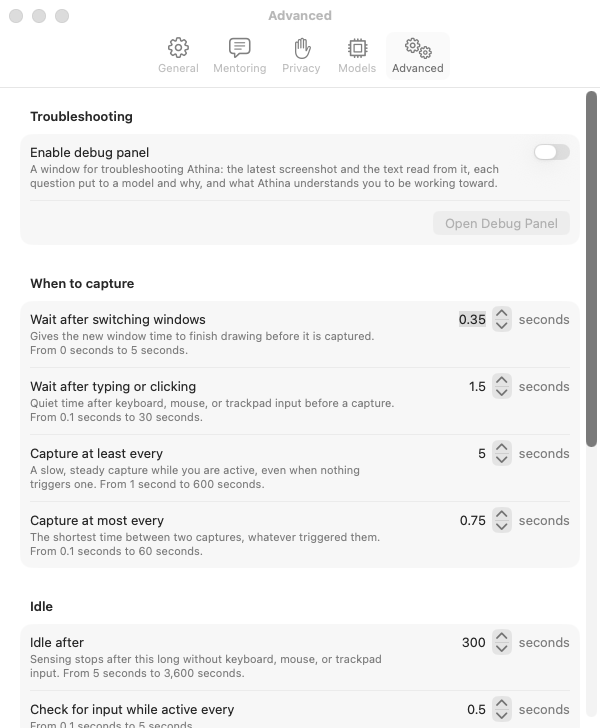 Advanced
General
Mentoring
Privacy
Models
Advanced
Troubleshooting
Enable debug panel
A window for troubleshooting Athina: the latest screenshot and the text read from it, each
question put to a model and why, and what Athina understands you to be working toward.
Open Debug Panel
When to capture
Wait after switching windows
0.35 seconds
Gives the new window time to finish drawing before it is captured.
From 0 seconds to 5 seconds.
Wait after typing or clicking
1.5 seconds
Quiet time after keyboard, mouse, or trackpad input before a capture.
From 0.1 seconds to 30 seconds.
Capture at least every
5 seconds
A slow, steady capture while you are active, even when nothing
triggers one. From 1 second to 600 seconds.
Capture at most every
0.75 seconds
The shortest time between two captures, whatever triggered them.
From 0.1 seconds to 60 seconds.
Idle
Idle after
300 seconds
Sensing stops after this long without keyboard, mouse, or trackpad
input. From 5 seconds to 3,600 seconds.
Check for input while active every
0.5 seconds
From 0.1 seconds to 5 seconds.